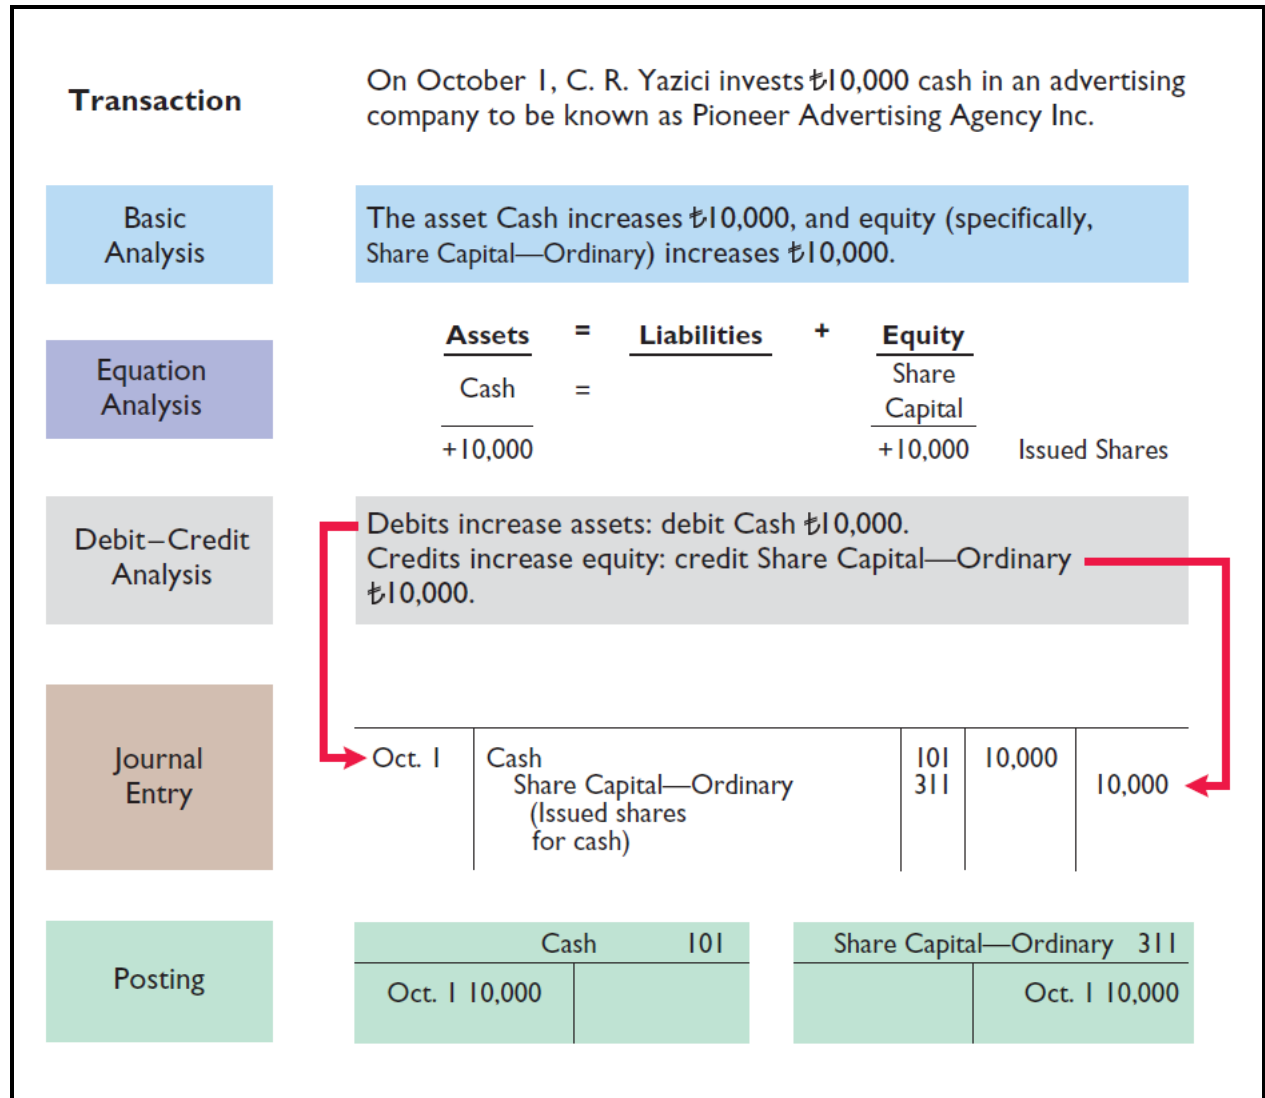 Transaction
On October 1, C. R. Yazici invests ₺10,000 cash in an advertising
company to be known as Pioneer Advertising Agency Inc.
Basic
Analysis
The asset Cash increases ₺10,000, and equity (specifically,
Share Capital—Ordinary) increases ₺10,000.
Equation
Analysis
Assets = Liabilities + Equity
Cash = Share
Capital
+10,000 +10,000 Issued Shares
Debit–Credit
Analysis
Debits increase assets: debit Cash ₺10,000.
Credits increase equity: credit Share Capital—Ordinary
₺10,000.
Journal
Entry
Oct. 1 Cash 101 10,000
Share Capital—Ordinary 311 10,000
(Issued shares
for cash)
Posting
Cash 101
Oct. 1 10,000
Share Capital—Ordinary 311
Oct. 1 10,000